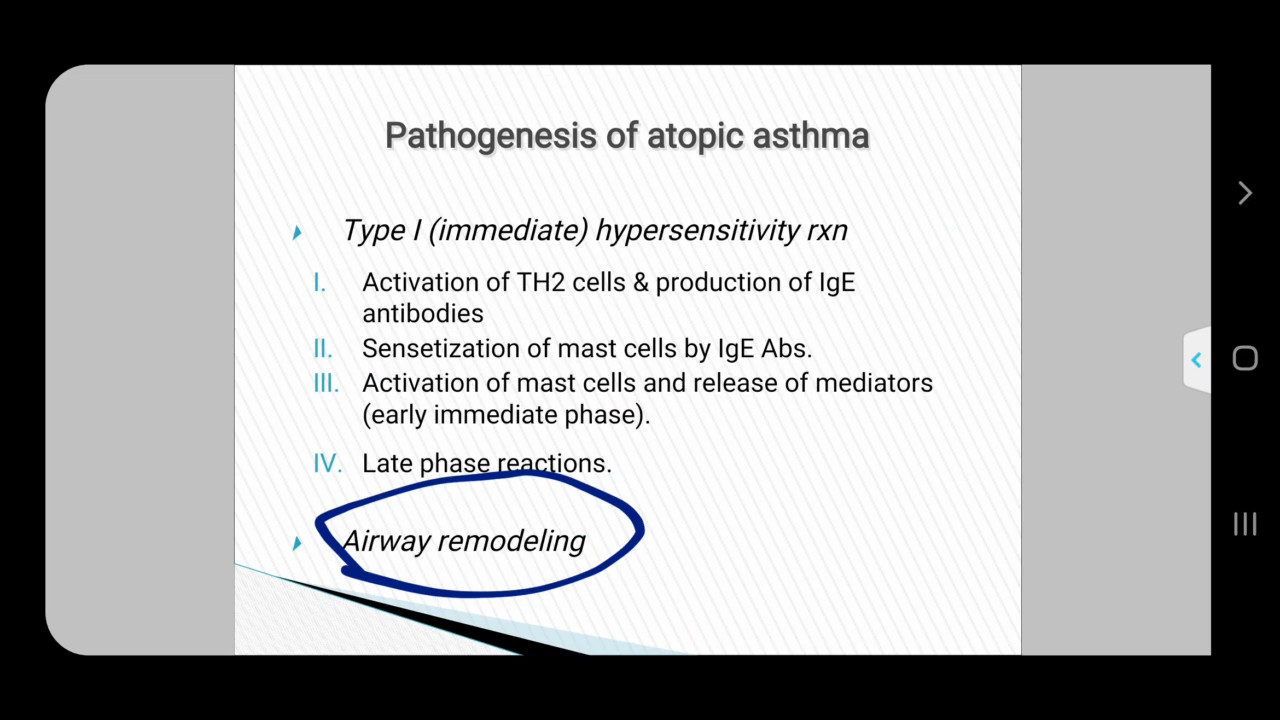 Pathogenesis of atopic asthma
Type I (immediate) hypersensitivity rxn
I. Activation of TH2 cells & production of IgE
antibodies
II. Sensetization of mast cells by IgE Abs.
III. Activation of mast cells and release of mediators
(early immediate phase).
IV. Late phase reactions.
Airway remodeling